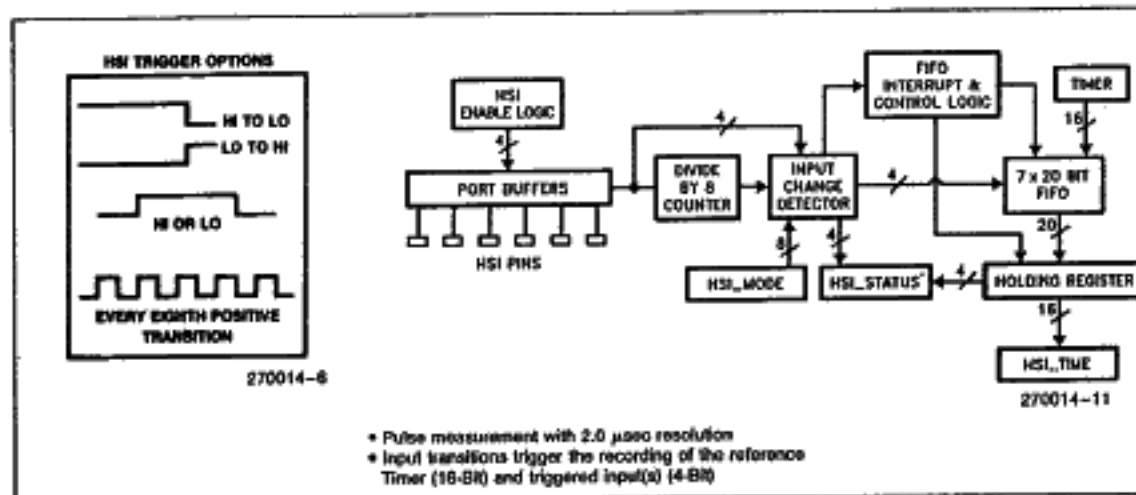 HSI TRIGGER OPTIONS
HI TO LO
LO TO HI
HI OR LO
EVERY EIGHTH POSITIVE
TRANSITION
270014-6
HSI
ENABLE LOGIC
4
PORT BUFFERS
HSI PINS
DIVIDE
BY 8
COUNTER
4
INPUT
CHANGE
DETECTOR
8
HSI_MODE
4
HSI_STATUS
FIFO
INTERRUPT &
CONTROL LOGIC
TIMER
16
4
7 x 20 BIT
FIFO
20
4
HOLDING REGISTER
16
HSI_TIME
270014-11
• Pulse measurement with 2.0 μsec resolution
• Input transitions trigger the recording of the reference
Timer (16-Bit) and triggered input(s) (4-Bit)